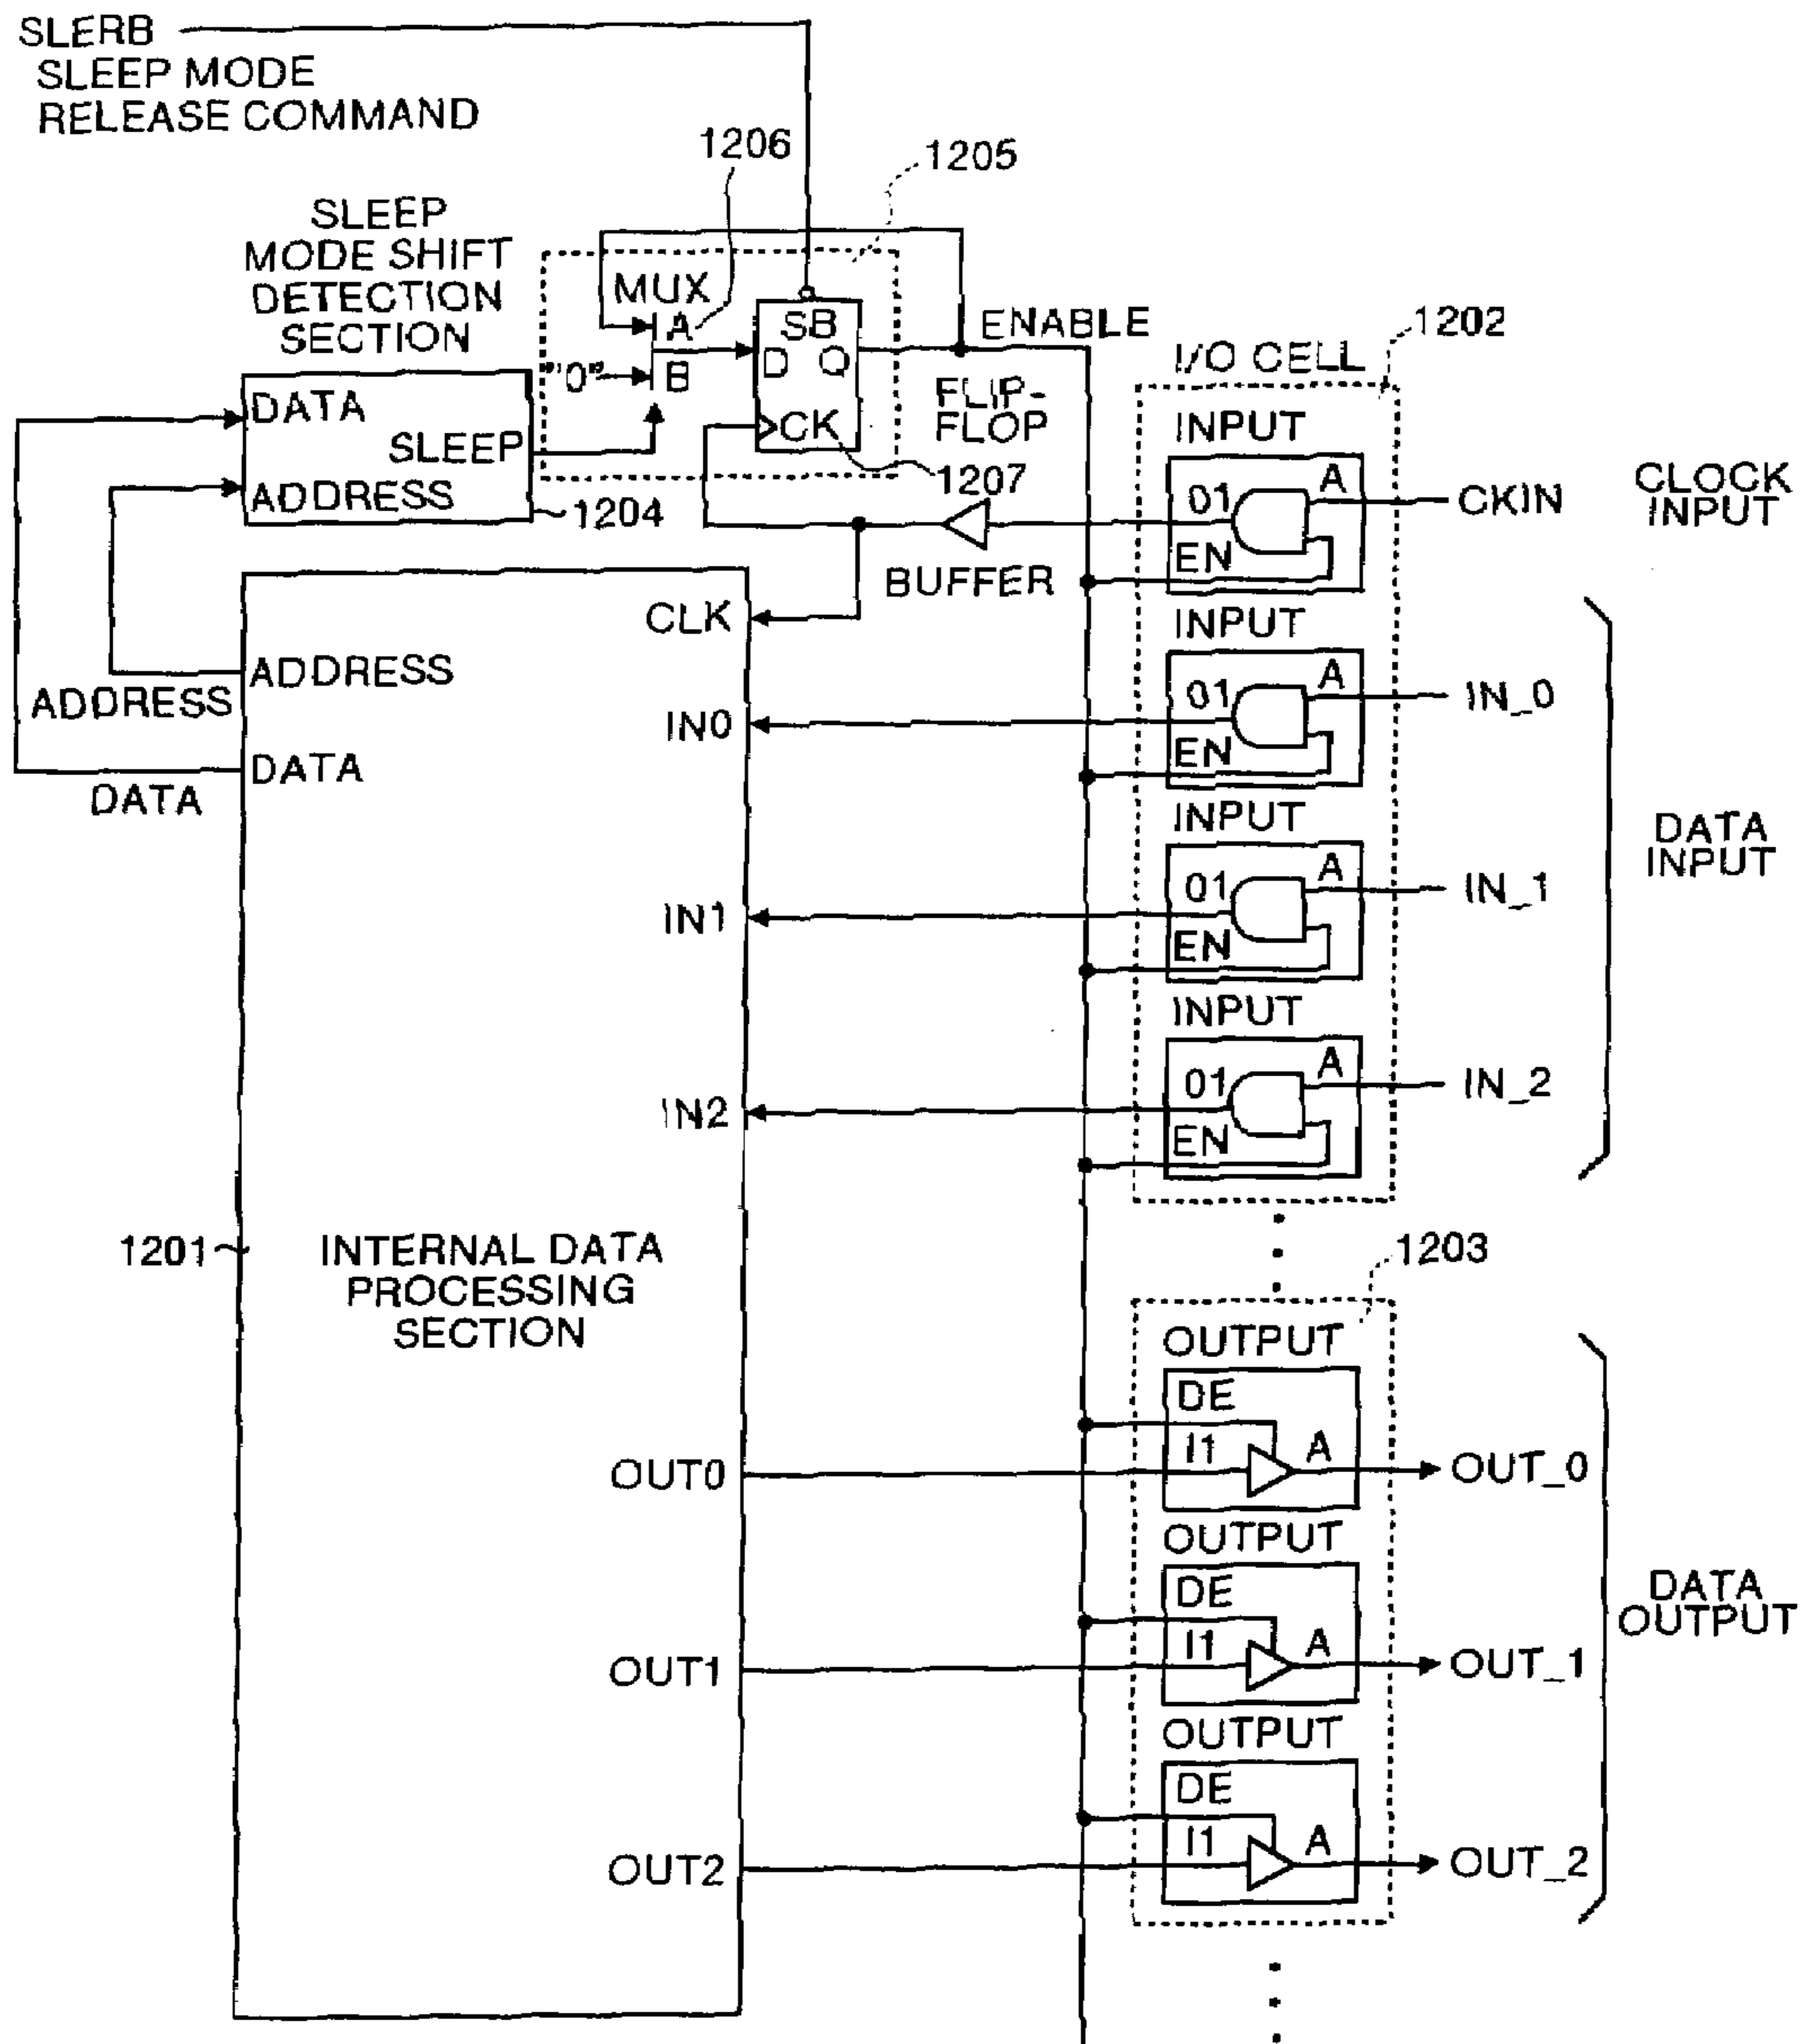 SLERB
SLEEP MODE
RELEASE COMMAND
1206
1205
SLEEP
MODE SHIFT
DETECTION
SECTION
MUX
A
"0"
B
SB
D Q
CK
ENABLE
FLIP-
FLOP
1207
DATA
SLEEP
ADDRESS
1204
1202
I/O CELL
INPUT
A
01
EN
CKIN
CLOCK
INPUT
BUFFER
CLK
ADDRESS
ADDRESS
DATA
DATA
INPUT
A
01
EN
IN_0
IN0
INPUT
A
01
EN
IN_1
IN1
DATA
INPUT
INPUT
A
01
EN
IN_2
IN2
1201
INTERNAL DATA
PROCESSING
SECTION
1203
OUTPUT
DE
I1
A
OUT0
OUT_0
OUTPUT
DE
I1
A
OUT1
OUT_1
DATA
OUTPUT
OUTPUT
DE
I1
A
OUT2
OUT_2